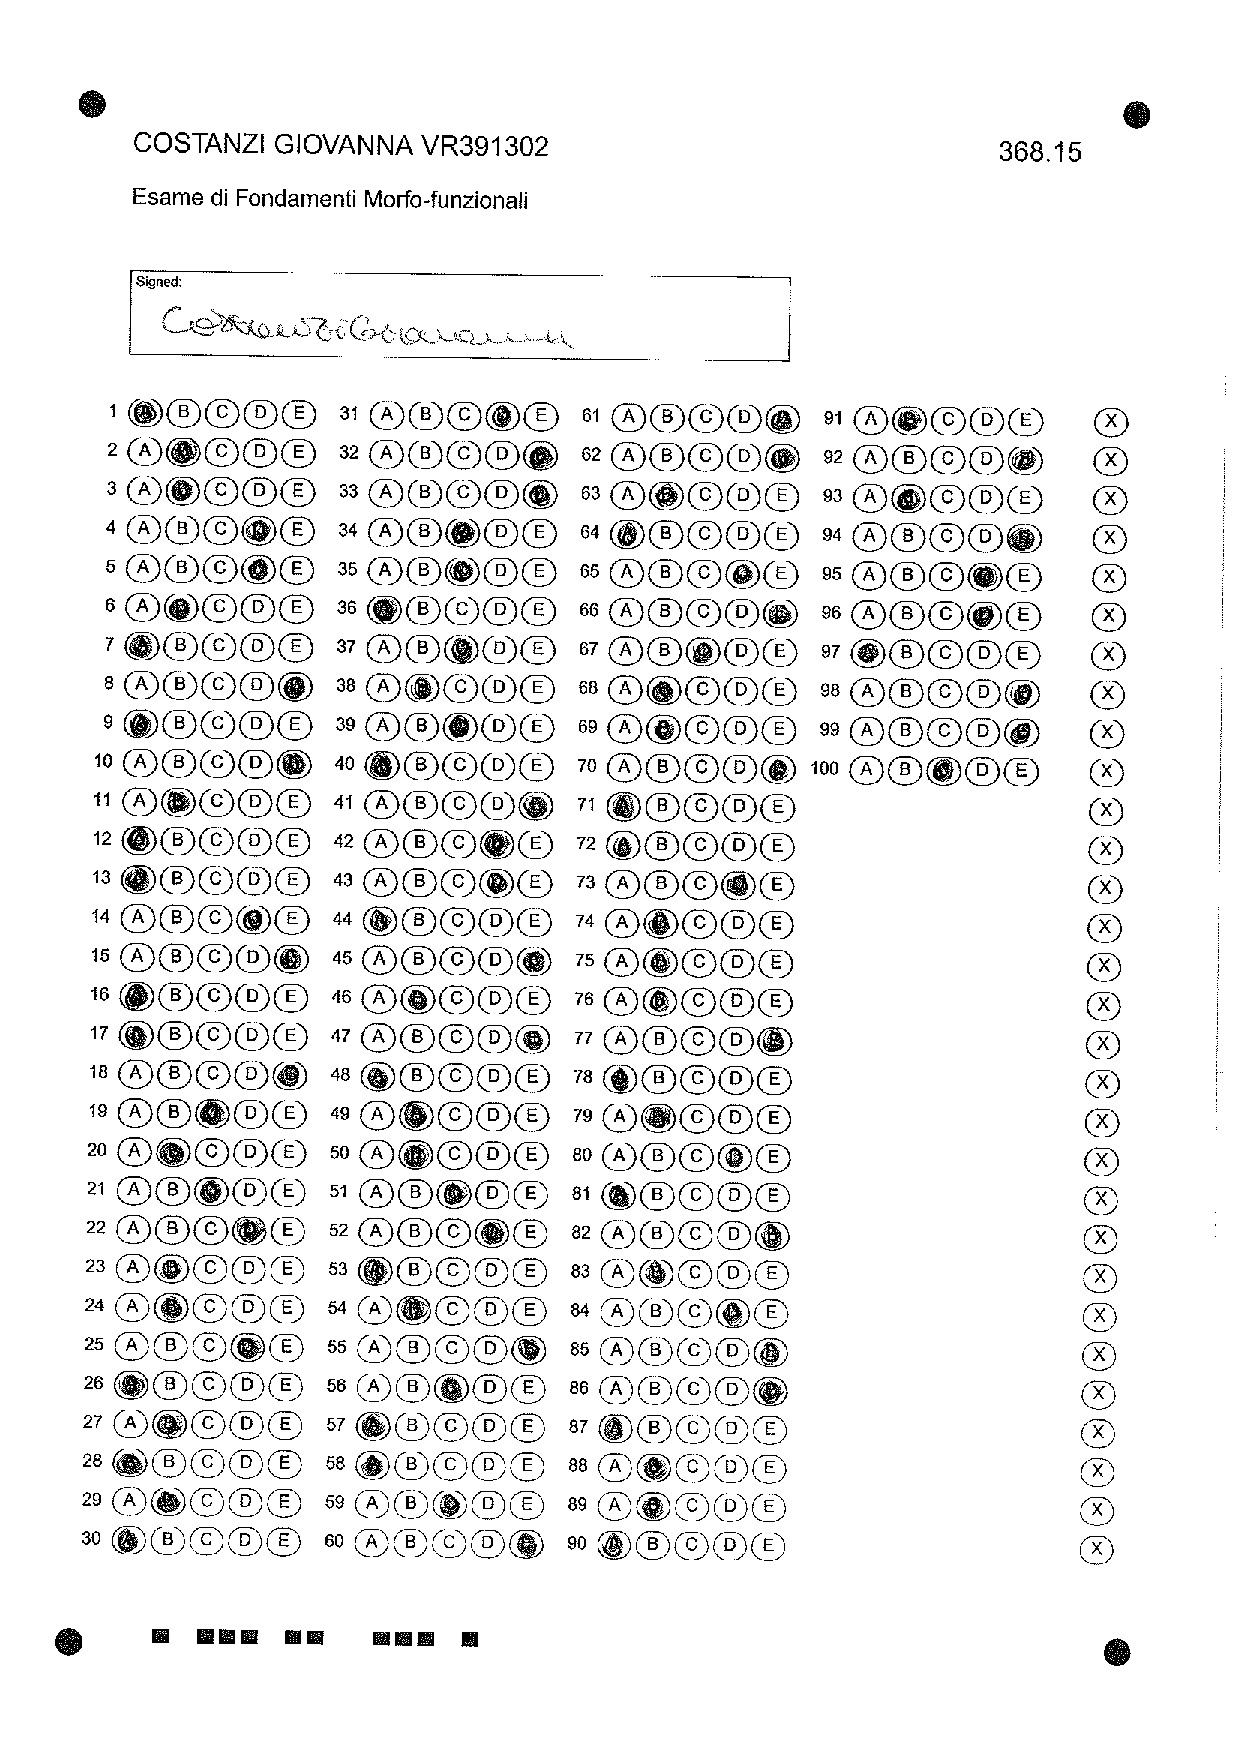 COSTANZI GIOVANNA VR391302
368.15
Esame di Fondamenti Morfo-funzionali
Signed:
Costanzi Giovanna
1 B C D E 31 A B C E 61 A B C D 91 A C D E X
2 A C D E 32 A B C D 62 A B C D 92 A B C D X
3 A C D E 33 A B C D 63 A C D E 93 A C D E X
4 A B C E 34 A B D E 64 B C D E 94 A B C D X
5 A B C E 35 A B D E 65 A B C E 95 A B C E X
6 A C D E 36 B C D E 66 A B C D 96 A B C E X
7 B C D E 37 A B D E 67 A B D E 97 B C D E X
8 A B C D 38 A C D E 68 A C D E 98 A B C D X
9 B C D E 39 A B D E 69 A C D E 99 A B C D X
10 A B C D 40 B C D E 70 A B C D 100 A B D E X
11 A C D E 41 A B C D 71 B C D E X
12 B C D E 42 A B C E 72 B C D E X
13 B C D E 43 A B C E 73 A B C E X
14 A B C E 44 B C D E 74 A C D E X
15 A B C D 45 A B C D 75 A C D E X
16 B C D E 46 A C D E 76 A C D E X
17 B C D E 47 A B C D 77 A B C D X
18 A B C D 48 B C D E 78 B C D E X
19 A B D E 49 A C D E 79 A C D E X
20 A C D E 50 A C D E 80 A B C E X
21 A B D E 51 A B D E 81 B C D E X
22 A B C E 52 A B C E 82 A B C D X
23 A C D E 53 B C D E 83 A C D E X
24 A C D E 54 A C D E 84 A B C E X
25 A B C E 55 A B C D 85 A B C D X
26 B C D E 56 A B D E 86 A B C D X
27 A C D E 57 B C D E 87 B C D E X
28 B C D E 58 B C D E 88 A C D E X
29 A C D E 59 A B D E 89 A C D E X
30 B C D E 60 A B C D 90 B C D E X